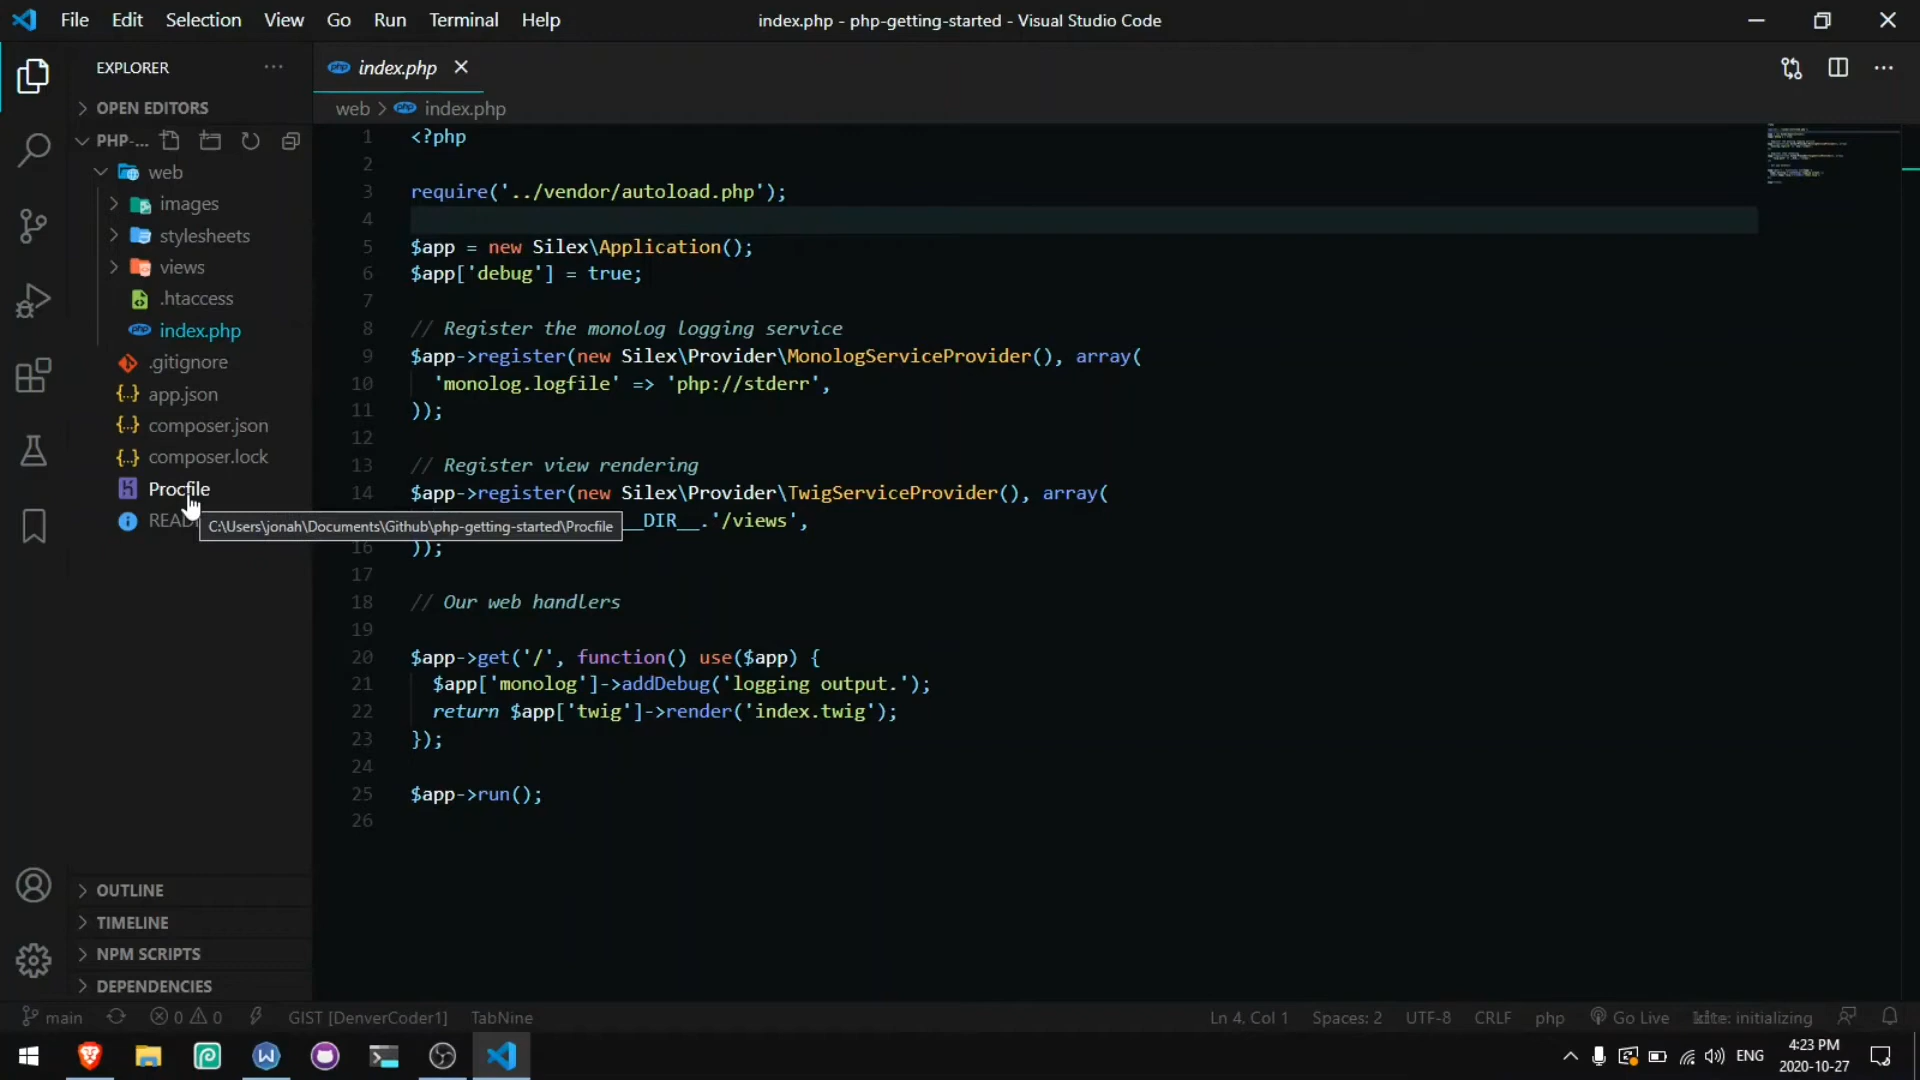 File Edit Selection View Go Run Terminal Help
index.php - php-getting-started - Visual Studio Code
EXPLORER
OPEN EDITORS
PHP-...
web
images
stylesheets
views
.htaccess
index.php
.gitignore
app.json
composer.json
composer.lock
Procfile
C:\Users\jonah\Documents\Github\php-getting-started\Procfile
OUTLINE
TIMELINE
NPM SCRIPTS
DEPENDENCIES
php index.php
web > php index.php
1 <?php
2
3 require('../vendor/autoload.php');
4
5 $app = new Silex\Application();
6 $app['debug'] = true;
7
8 // Register the monolog logging service
9 $app->register(new Silex\Provider\MonologServiceProvider(), array(
10 'monolog.logfile' => 'php://stderr',
11 ));
12
13 // Register view rendering
14 $app->register(new Silex\Provider\TwigServiceProvider(), array(
__DIR__.'/views',
16 ));
17
18 // Our web handlers
19
20 $app->get('/', function() use($app) {
21 $app['monolog']->addDebug('logging output.');
22 return $app['twig']->render('index.twig');
23 });
24
25 $app->run();
26
main 0 0 GIST [DenverCoder1] TabNine
Ln 4, Col 1 Spaces: 2 UTF-8 CRLF php Go Live kite: initializing
ENG 4:23 PM
2020-10-27